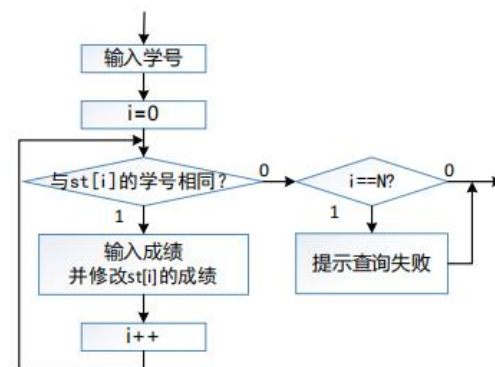 输入学号
i=0
与st[i]的学号相同?
0
i==N?
0
1
1
输入成绩
并修改st[i]的成绩
提示查询失败
i++